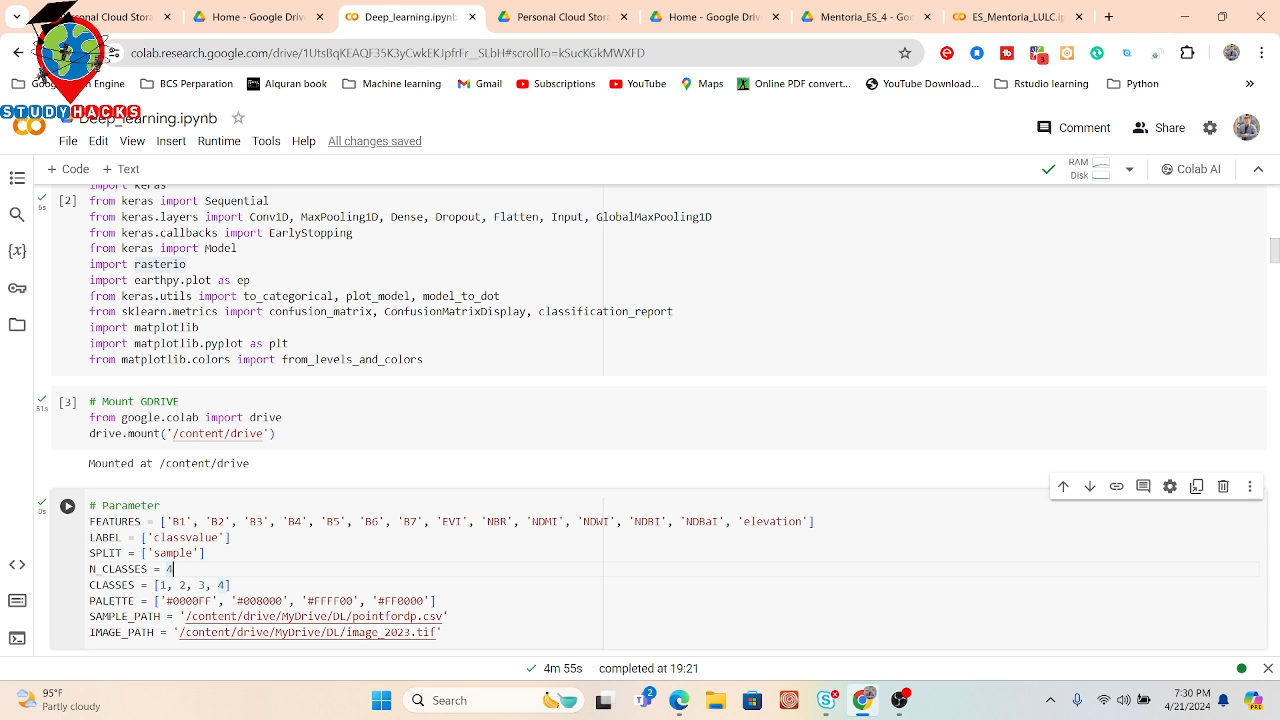 Personal Cloud Stora
Home - Google Drive
Deep_learning.ipynb
Personal Cloud Stora
Home - Google Driv
Mentoria_ES_4 - Goo
ES_Mentoria_LULC.ip
colab.research.google.com/drive/1UtsBqKEAQF35K3vCwkEKJpfrFr_SLbH#scrollTo=kSucKGkMWXFD
Engine
BCS Perparation
Alquran book
Machine learning
Gmail
Subscriptions
YouTube
Maps
Online PDF convert...
YouTube Download...
Rstudio learning
Python
STUDYHACKS
Deep_learning.ipynb
Comment
Share
File Edit View Insert Runtime Tools Help All changes saved
+ Code + Text
RAM
Disk
Colab AI
import keras
[2] from keras import Sequential
6s
from keras.layers import Conv1D, MaxPooling1D, Dense, Dropout, Flatten, Input, GlobalMaxPooling1D
from keras.callbacks import EarlyStopping
from keras import Model
import rasterio
import earthpy.plot as ep
from keras.utils import to_categorical, plot_model, model_to_dot
from sklearn.metrics import confusion_matrix, ConfusionMatrixDisplay, classification_report
import matplotlib
import matplotlib.pyplot as plt
from matplotlib.colors import from_levels_and_colors
[3] # Mount GDRIVE
51s
from google.colab import drive
drive.mount('/content/drive')
Mounted at /content/drive
0s
# Parameter
FEATURES = ['B1', 'B2', 'B3', 'B4', 'B5', 'B6', 'B7', 'EVI', 'NBR', 'NDMI', 'NDWI', 'NDBI', 'NDBaI', 'elevation']
LABEL = ['classvalue']
SPLIT = ['sample']
N_CLASSES = 4
CLASSES = [1, 2, 3, 4]
PALETTE = ['#0000FF', '#008000', '#FFFF00', '#FF0000']
SAMPLE_PATH = '/content/drive/MyDrive/DL/pointfordp.csv'
IMAGE_PATH = '/content/drive/MyDrive/DL/image_2023.tif'
4m 55s completed at 19:21
95°F
Partly cloudy
Search
2
7:30 PM
4/21/2024